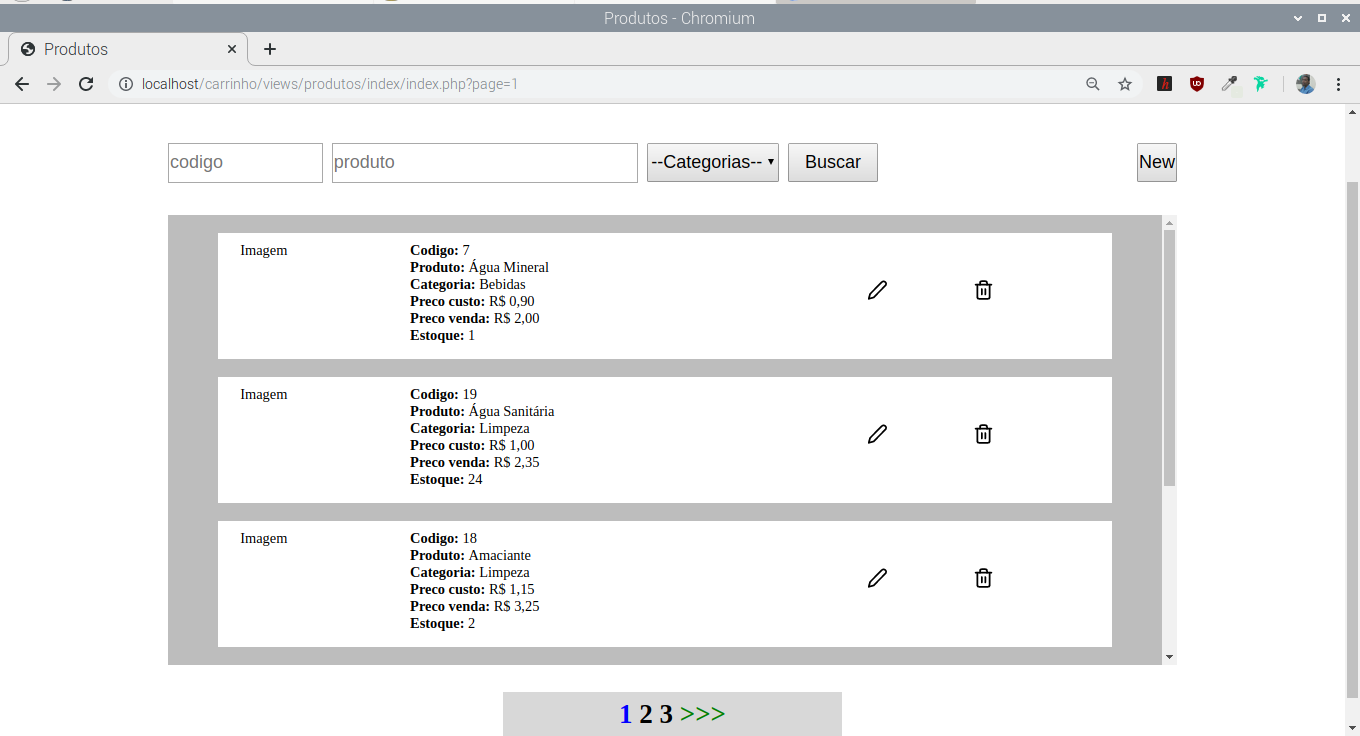 Produtos - Chromium
Produtos
localhost/carrinho/views/produtos/index/index.php?page=1
codigo produto --Categorias-- Buscar New
Imagem
Codigo: 7
Produto: Água Mineral
Categoria: Bebidas
Preco custo: R$ 0,90
Preco venda: R$ 2,00
Estoque: 1
Imagem
Codigo: 19
Produto: Água Sanitária
Categoria: Limpeza
Preco custo: R$ 1,00
Preco venda: R$ 2,35
Estoque: 24
Imagem
Codigo: 18
Produto: Amaciante
Categoria: Limpeza
Preco custo: R$ 1,15
Preco venda: R$ 3,25
Estoque: 2
1 2 3 >>>